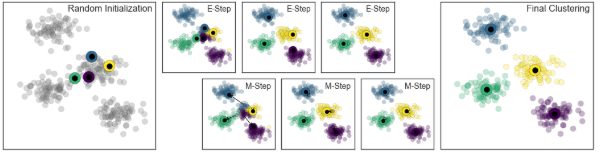 Random Initialization
E-Step
E-Step
E-Step
M-Step
M-Step
M-Step
Final Clustering